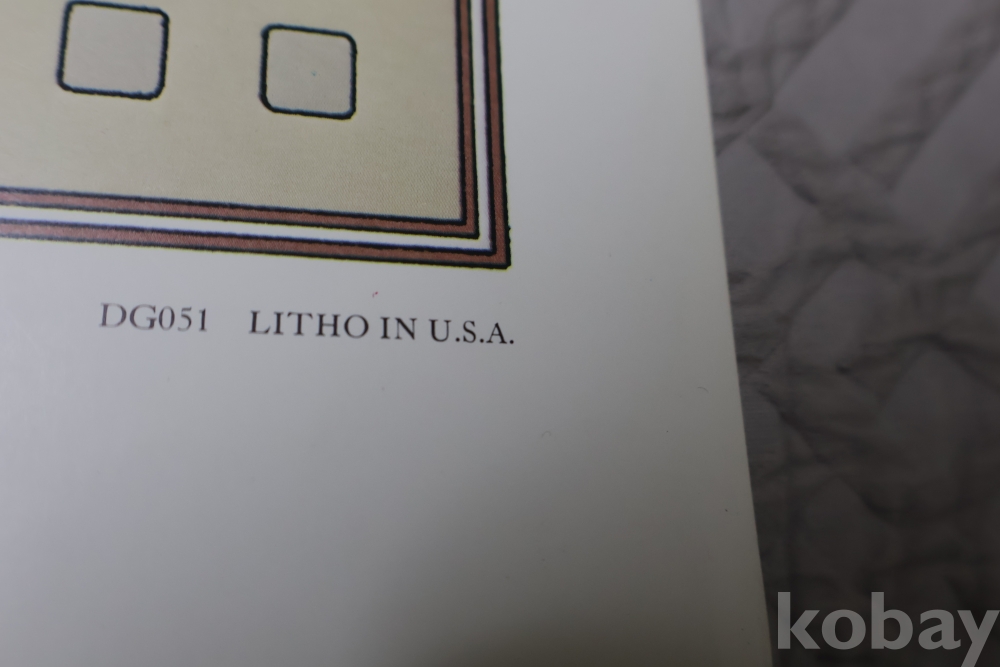 DG051 LITHO IN U.S.A.
kobay